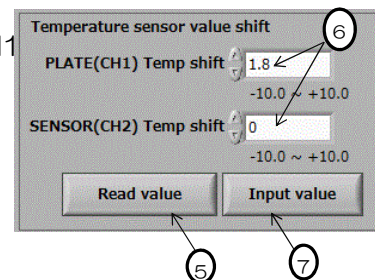 Temperature sensor value shift
6
PLATE(CH1) Temp shift 1.8
-10.0 ~ +10.0
SENSOR(CH2) Temp shift 0
-10.0 ~ +10.0
Read value Input value
5 7